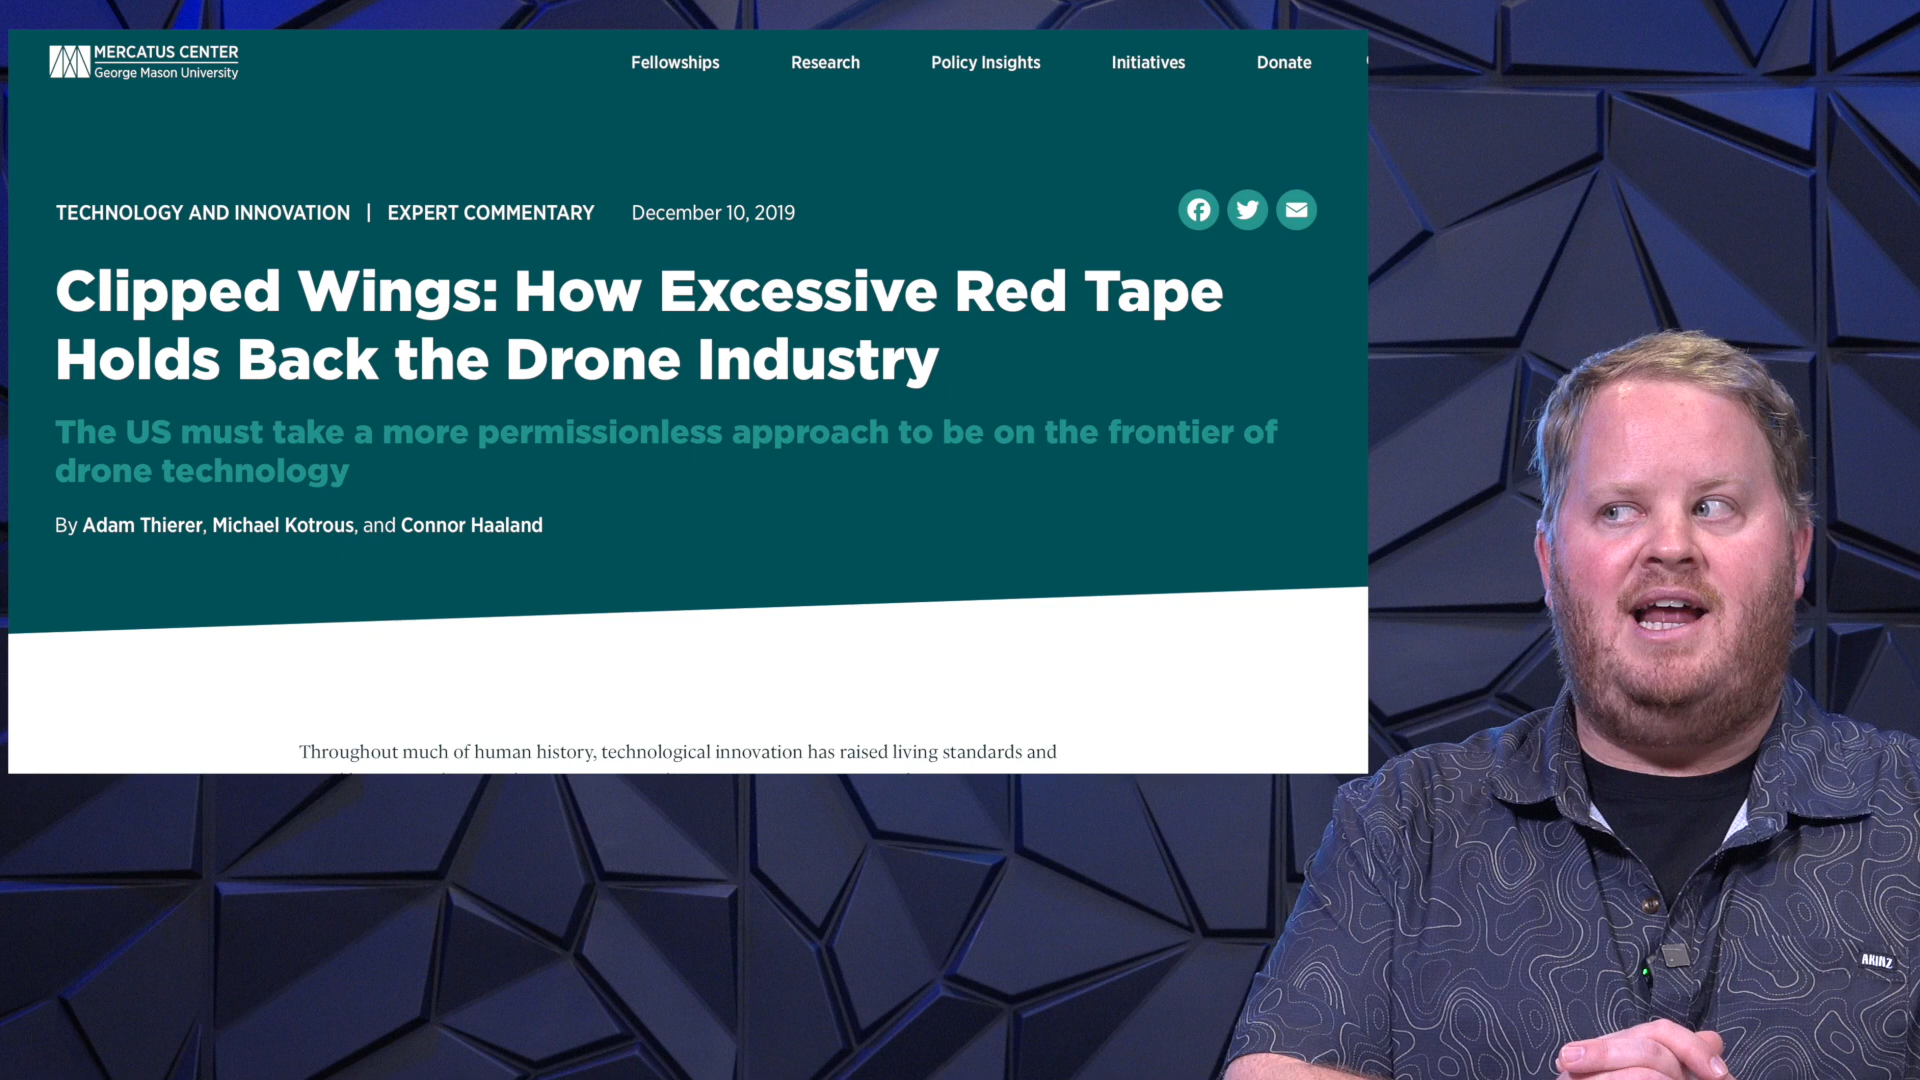 MERCATUS CENTER
George Mason University
Fellowships
Research
Policy Insights
Initiatives
Donate
TECHNOLOGY AND INNOVATION | EXPERT COMMENTARY December 10, 2019
Clipped Wings: How Excessive Red Tape
Holds Back the Drone Industry
The US must take a more permissionless approach to be on the frontier of
drone technology
By Adam Thierer, Michael Kotrous, and Connor Haaland
Throughout much of human history, technological innovation has raised living standards and
AKINZ